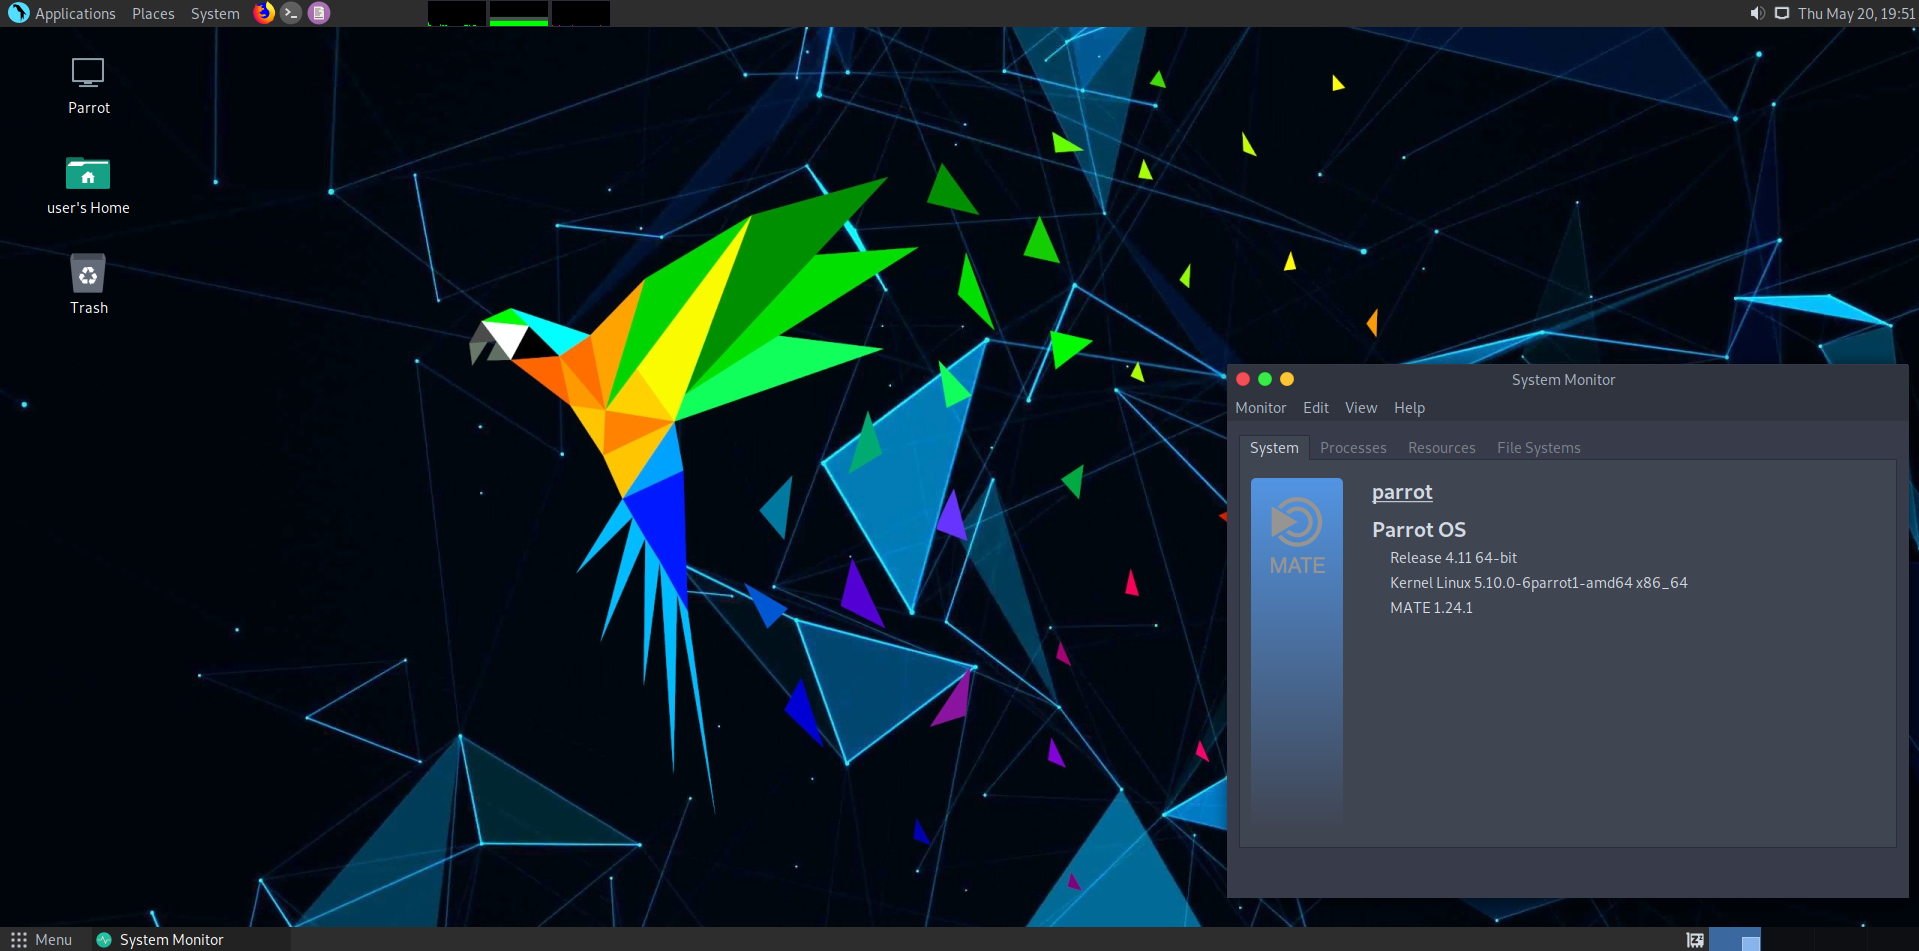 Applications Places System
Thu May 20, 19:51
Parrot
user's Home
Trash
System Monitor
Monitor Edit View Help
System Processes Resources File Systems
MATE
parrot
Parrot OS
Release 4.11 64-bit
Kernel Linux 5.10.0-6parrot1-amd64 x86_64
MATE 1.24.1
Menu
System Monitor